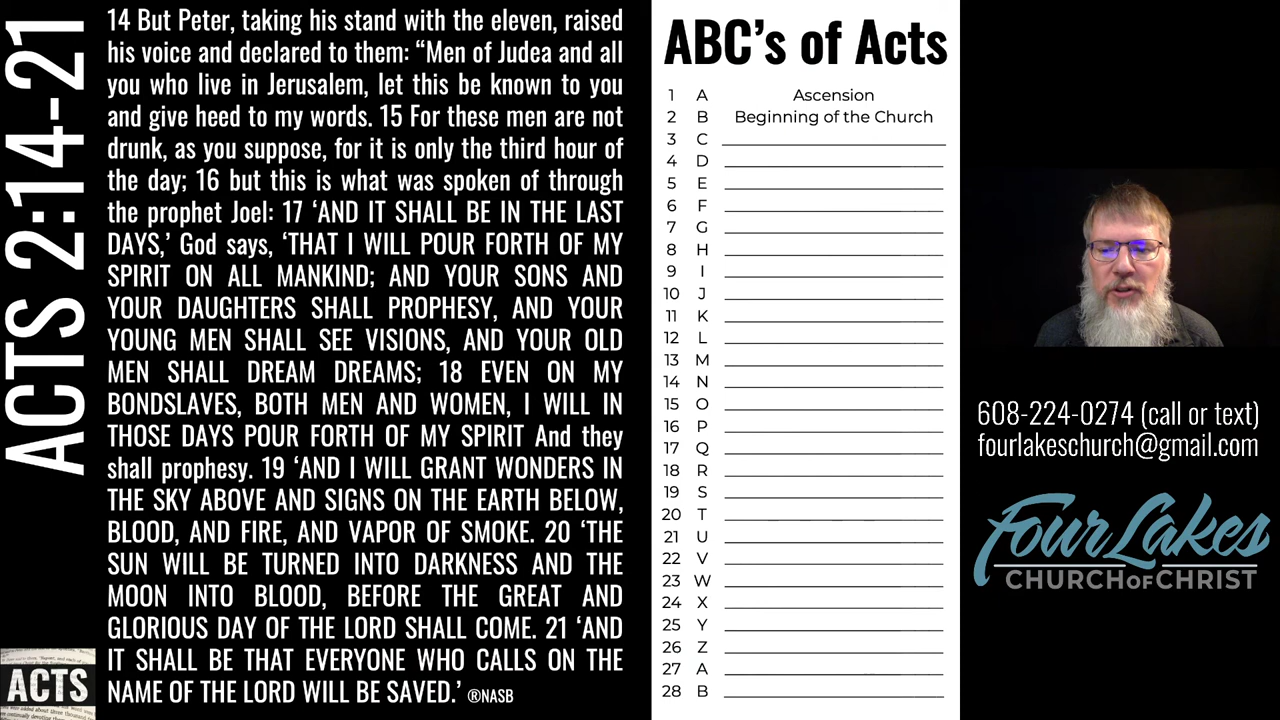 ACTS 2:14-21
14 But Peter, taking his stand with the eleven, raised
his voice and declared to them: “Men of Judea and all
you who live in Jerusalem, let this be known to you
and give heed to my words. 15 For these men are not
drunk, as you suppose, for it is only the third hour of
the day; 16 but this is what was spoken of through
the prophet Joel: 17 ‘AND IT SHALL BE IN THE LAST
DAYS,’ God says, ‘THAT I WILL POUR FORTH OF MY
SPIRIT ON ALL MANKIND; AND YOUR SONS AND
YOUR DAUGHTERS SHALL PROPHESY, AND YOUR
YOUNG MEN SHALL SEE VISIONS, AND YOUR OLD
MEN SHALL DREAM DREAMS; 18 EVEN ON MY
BONDSLAVES, BOTH MEN AND WOMEN, I WILL IN
THOSE DAYS POUR FORTH OF MY SPIRIT And they
shall prophesy. 19 ‘AND I WILL GRANT WONDERS IN
THE SKY ABOVE AND SIGNS ON THE EARTH BELOW,
BLOOD, AND FIRE, AND VAPOR OF SMOKE. 20 ‘THE
SUN WILL BE TURNED INTO DARKNESS AND THE
MOON INTO BLOOD, BEFORE THE GREAT AND
GLORIOUS DAY OF THE LORD SHALL COME. 21 ‘AND
IT SHALL BE THAT EVERYONE WHO CALLS ON THE
NAME OF THE LORD WILL BE SAVED.’ ®NASB
ACTS
ABC’s of Acts
1 A Ascension
2 B Beginning of the Church
3 C
4 D
5 E
6 F
7 G
8 H
9 I
10 J
11 K
12 L
13 M
14 N
15 O
16 P
17 Q
18 R
19 S
20 T
21 U
22 V
23 W
24 X
25 Y
26 Z
27 A
28 B
608-224-0274 (call or text)
fourlakeschurch@gmail.com
Four Lakes
CHURCH OF CHRIST